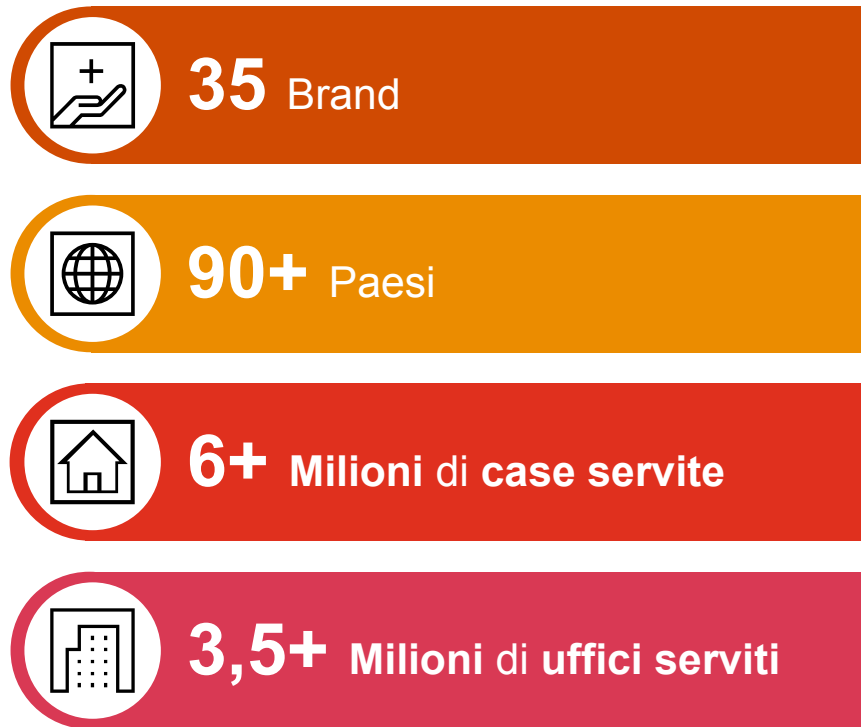 35 Brand
90+ Paesi
6+ Milioni di case servite
3,5+ Milioni di uffici serviti